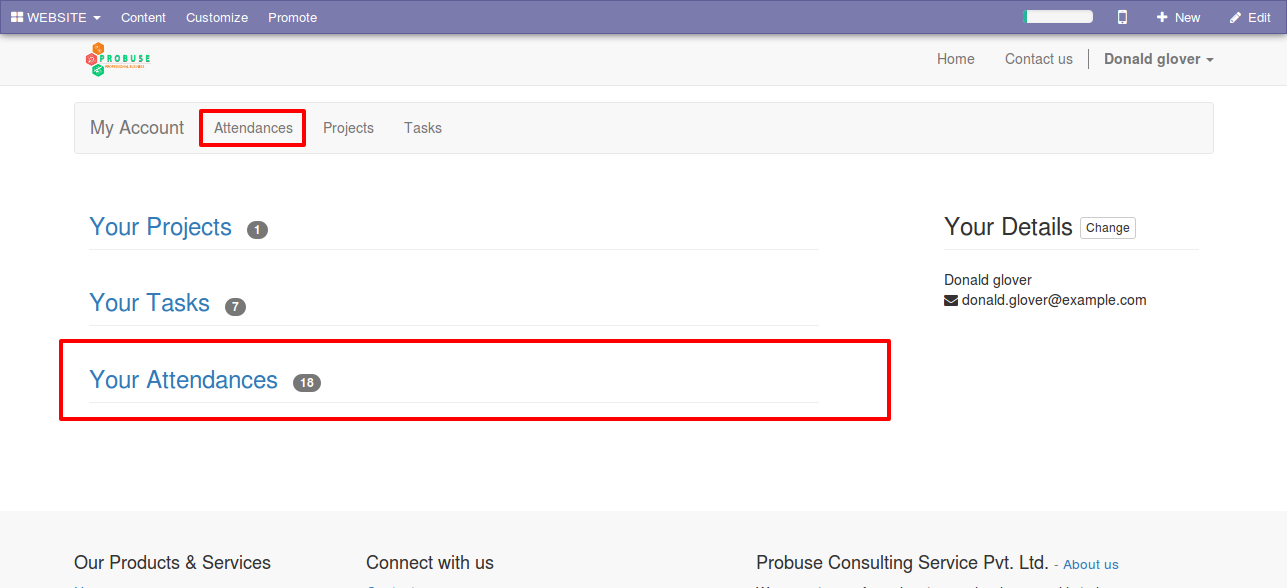 WEBSITE Content Customize Promote New Edit
PROBUSE
Home Contact us Donald glover
My Account Attendances Projects Tasks
Your Projects 1
Your Tasks 7
Your Attendances 18
Your Details Change
Donald glover
donald.glover@example.com
Our Products & Services
Connect with us
Probuse Consulting Service Pvt. Ltd. - About us